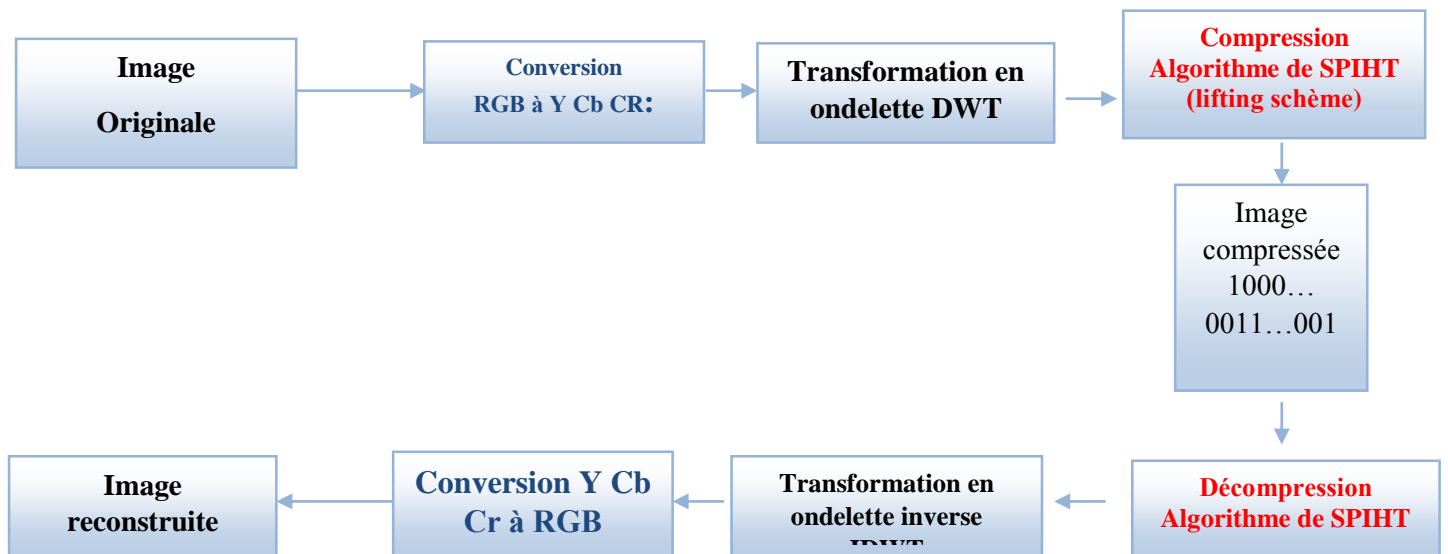 Image
Originale
Conversion
RGB à Y Cb CR:
Transformation en
ondelette DWT
Compression
Algorithme de SPIHT
(lifting schème)
Image
compressée
1000…
0011…001
Décompression
Algorithme de SPIHT
Transformation en
ondelette inverse
Conversion Y Cb
Cr à RGB
Image
reconstruite